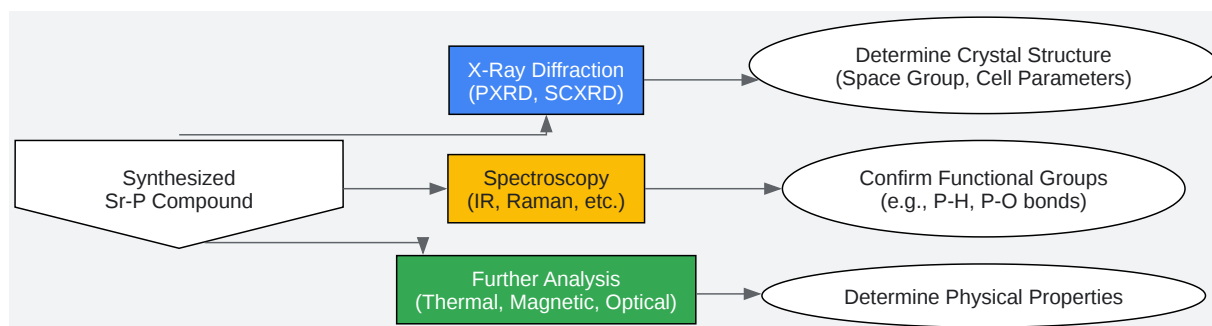 X-Ray Diffraction
(PXRD, SCXRD)
Determine Crystal Structure
(Space Group, Cell Parameters)
Synthesized
Sr-P Compound
Spectroscopy
(IR, Raman, etc.)
Confirm Functional Groups
(e.g., P-H, P-O bonds)
Further Analysis
(Thermal, Magnetic, Optical)
Determine Physical Properties